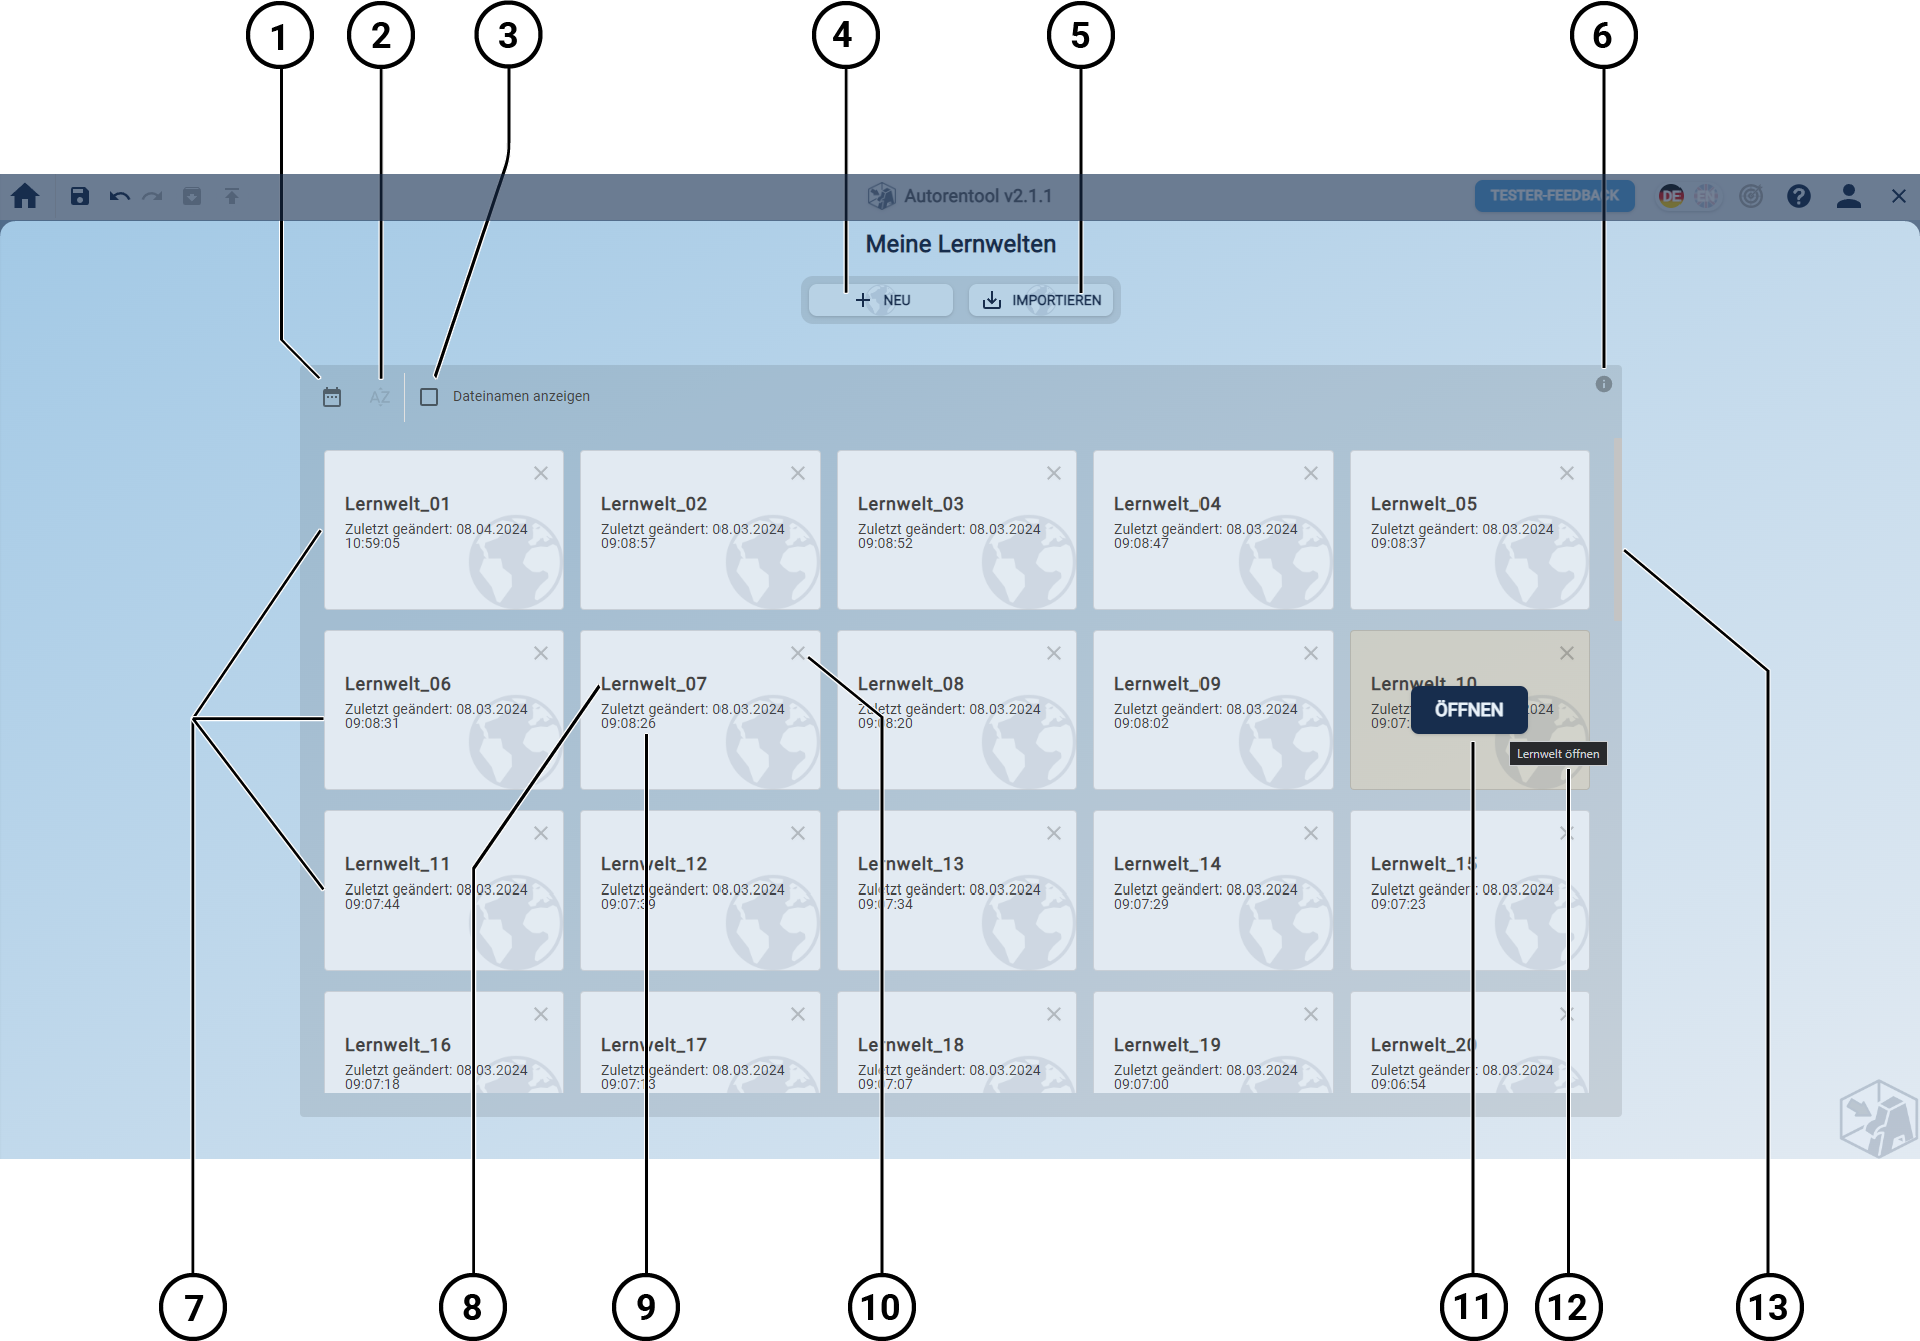 1 2 3 4 5 6
Autorentool v2.1.1 TESTER-FEEDBACK DE EN
Meine Lernwelten
NEU IMPORTIEREN
AZ Dateinamen anzeigen
Lernwelt_01
Zuletzt geändert: 08.04.2024
10:59:05
Lernwelt_02
Zuletzt geändert: 08.03.2024
09:08:57
Lernwelt_03
Zuletzt geändert: 08.03.2024
09:08:52
Lernwelt_04
Zuletzt geändert: 08.03.2024
09:08:47
Lernwelt_05
Zuletzt geändert: 08.03.2024
09:08:37
Lernwelt_06
Zuletzt geändert: 08.03.2024
09:08:31
Lernwelt_07
Zuletzt geändert: 08.03.2024
09:08:26
Lernwelt_08
Zuletzt geändert: 08.03.2024
09:08:20
Lernwelt_09
Zuletzt geändert: 08.03.2024
09:08:02
Lernwelt_10
ÖFFNEN
Lernwelt öffnen
Lernwelt_11
Zuletzt geändert: 08.03.2024
09:07:44
Lernwelt_12
Zuletzt geändert: 08.03.2024
09:07:39
Lernwelt_13
Zuletzt geändert: 08.03.2024
09:07:34
Lernwelt_14
Zuletzt geändert: 08.03.2024
09:07:29
Lernwelt_15
Zuletzt geändert: 08.03.2024
09:07:23
Lernwelt_16
Zuletzt geändert: 08.03.2024
09:07:18
Lernwelt_17
Zuletzt geändert: 08.03.2024
09:07:13
Lernwelt_18
Zuletzt geändert: 08.03.2024
09:07:07
Lernwelt_19
Zuletzt geändert: 08.03.2024
09:07:00
Lernwelt_20
Zuletzt geändert: 08.03.2024
09:06:54
7 8 9 10 11 12 13